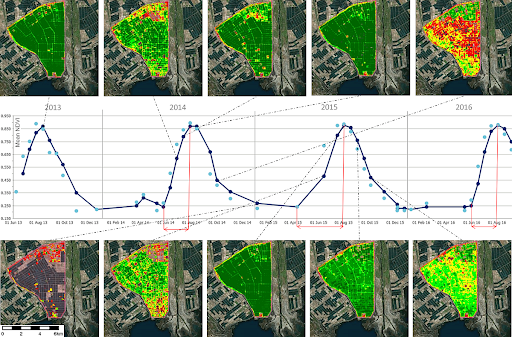 2013
2014
2015
2016
Mean NDVI
0.950
0.850
0.750
0.650
0.550
0.450
0.350
0.250
0.150
01 Jun 13
01 Aug 13
01 Oct 13
01 Dec 13
01 Feb 14
01 Apr 14
01 Jun 14
01 Aug 14
01 Oct 14
01 Dec 14
01 Feb 15
01 Apr 15
01 Jun 15
01 Aug 15
01 Oct 15
01 Dec 15
01 Feb 16
01 Apr 16
01 Jun 16
01 Aug 16
0 2 4 6km